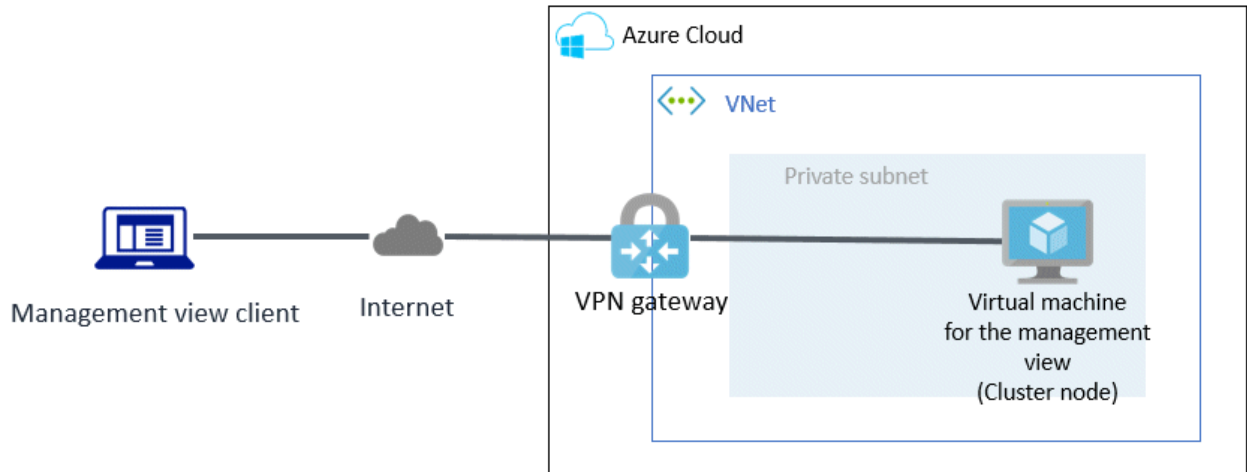 Azure Cloud
VNet
Private subnet
Management view client
Internet
VPN gateway
Virtual machine
for the management
view
(Cluster node)